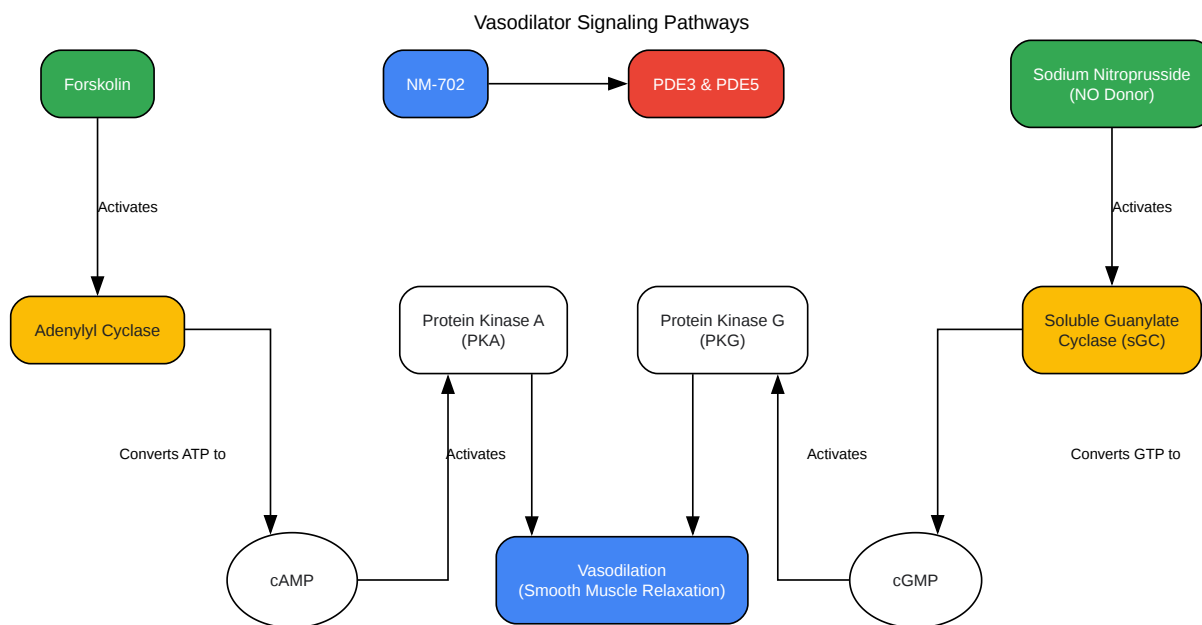 Vasodilator Signaling Pathways
Forskolin
NM-702
PDE3 & PDE5
Sodium Nitroprusside
(NO Donor)
Activates
Activates
Adenylyl Cyclase
Protein Kinase A
(PKA)
Protein Kinase G
(PKG)
Soluble Guanylate
Cyclase (sGC)
Converts ATP to
Activates
Activates
Converts GTP to
cAMP
Vasodilation
(Smooth Muscle Relaxation)
cGMP